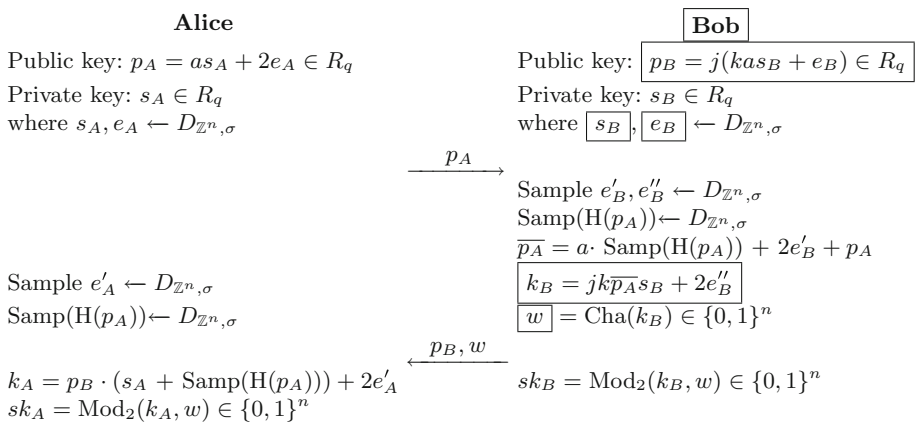 Alice Bob
Public key: p_A = as_A + 2e_A ∈ R_q Public key: p_B = j(kas_B + e_B) ∈ R_q
Private key: s_A ∈ R_q Private key: s_B ∈ R_q
where s_A, e_A ← D_{ℤ^n,σ} where s_B, e_B ← D_{ℤ^n,σ}
p_A
Sample e'_B, e''_B ← D_{ℤ^n,σ}
Samp(H(p_A))← D_{ℤ^n,σ}
\overline{p_A} = a· Samp(H(p_A)) + 2e'_B + p_A
Sample e'_A ← D_{ℤ^n,σ} k_B = jk\overline{p_A}s_B + 2e''_B
Samp(H(p_A))← D_{ℤ^n,σ} w = Cha(k_B) ∈ {0, 1}^n
p_B, w
k_A = p_B · (s_A + Samp(H(p_A))) + 2e'_A sk_B = Mod_2(k_B, w) ∈ {0, 1}^n
sk_A = Mod_2(k_A, w) ∈ {0, 1}^n